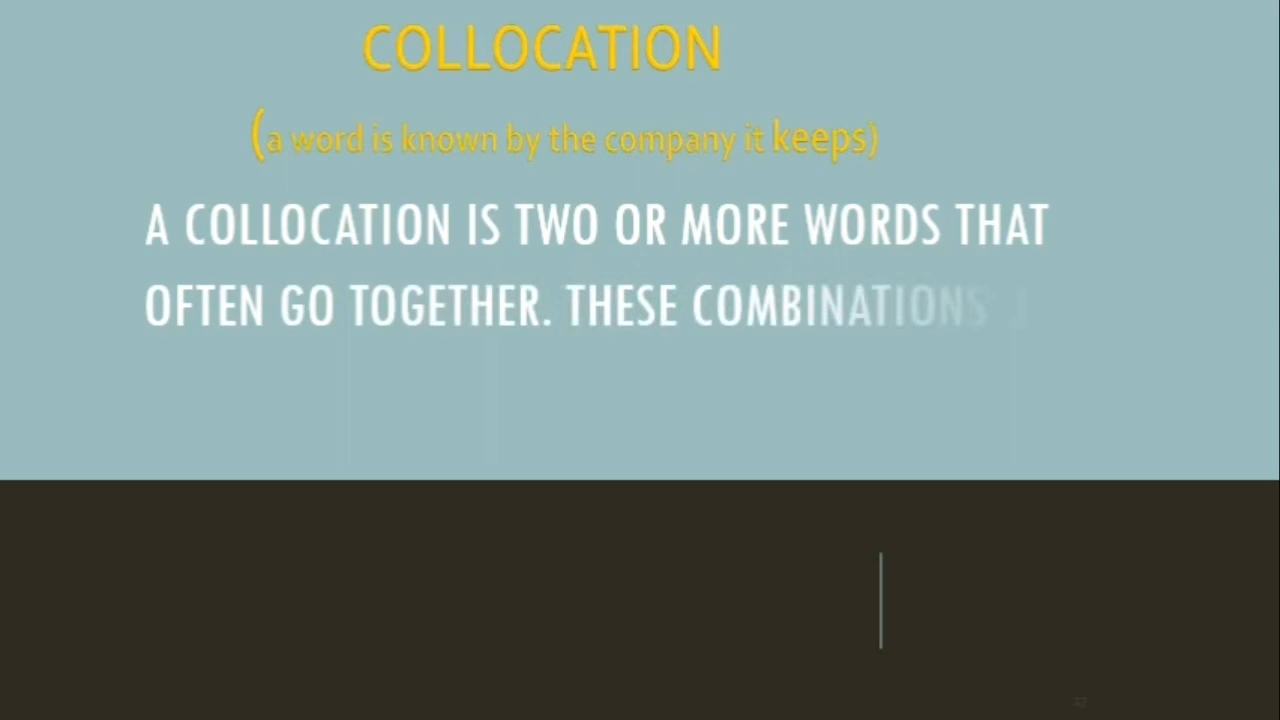 COLLOCATION
(a word is known by the company it keeps)
A COLLOCATION IS TWO OR MORE WORDS THAT
OFTEN GO TOGETHER. THESE COMBINATIONS